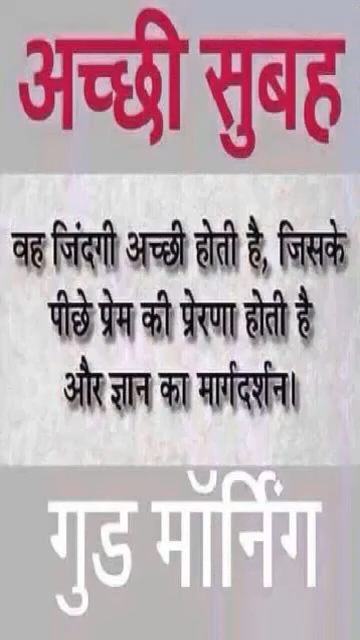 अच्छी सुबह
वह जिंदगी अच्छी होती है, जिसके
पीछे प्रेम की प्रेरणा होती है
और ज्ञान का मार्गदर्शन।
गुड मॉर्निंग